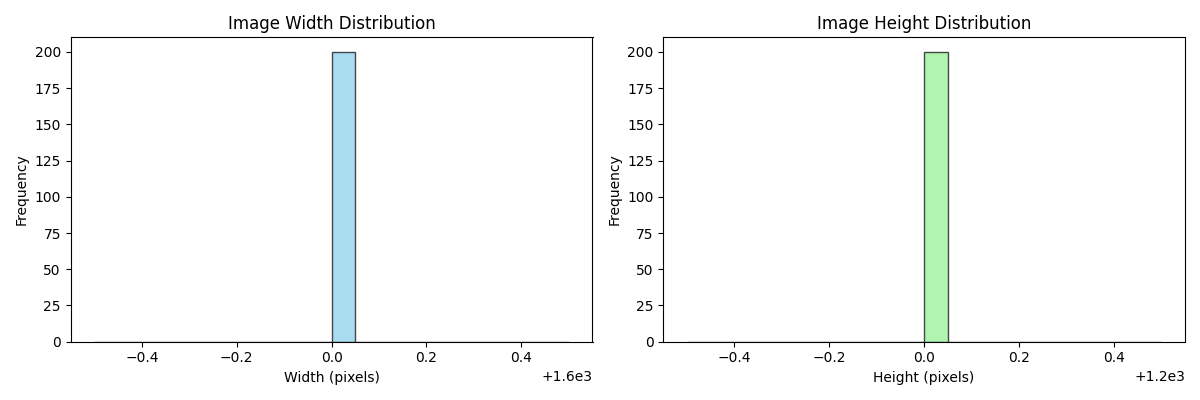 Image Width Distribution
200
175
150
125
100
75
50
25
0
Frequency
−0.4 −0.2 0.0 0.2 0.4
Width (pixels)
+1.6e3
Image Height Distribution
200
175
150
125
100
75
50
25
0
Frequency
−0.4 −0.2 0.0 0.2 0.4
Height (pixels)
+1.2e3